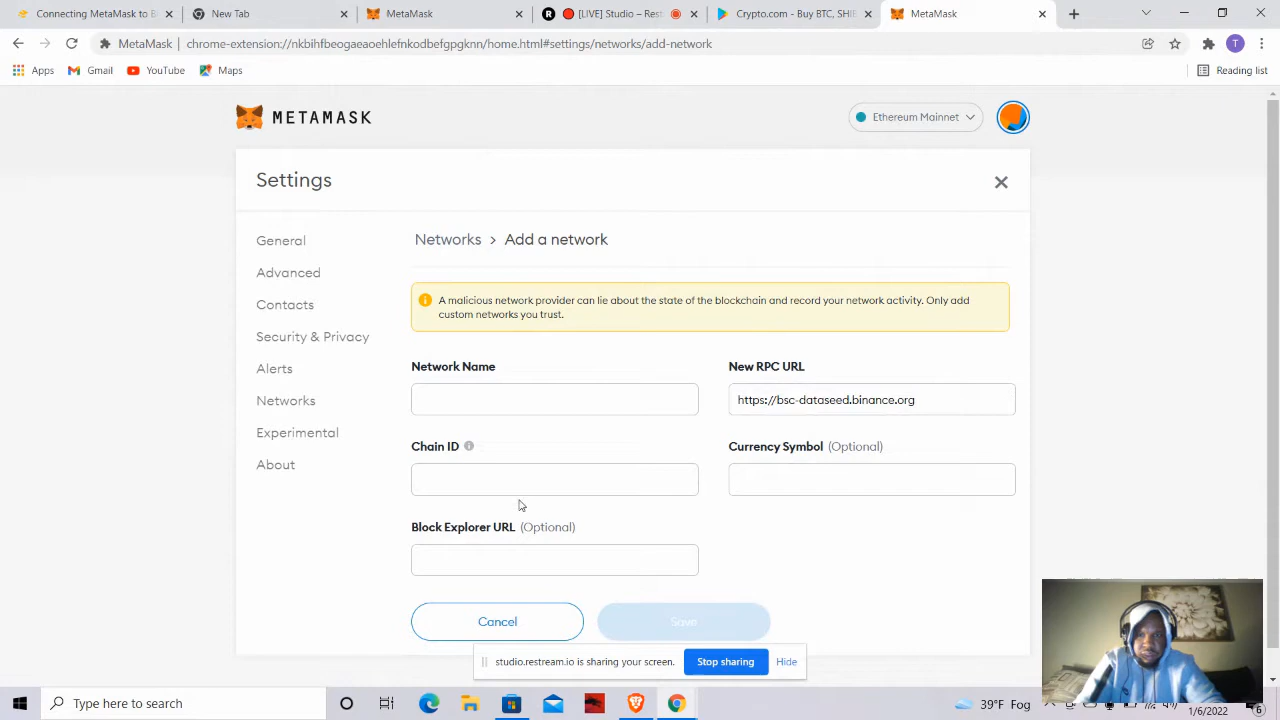 Connecting MetaMask to B
New Tab
MetaMask
[LIVE] Studio – Rest
Crypto.com - Buy BTC, SHIB
MetaMask
MetaMask
chrome-extension://nkbihfbeogaeaoehlefnkodbefgpgknn/home.html#settings/networks/add-network
T
Apps
Gmail
YouTube
Maps
Reading list
METAMASK
Ethereum Mainnet
Settings
General
Advanced
Contacts
Security & Privacy
Alerts
Networks
Experimental
About
Networks > Add a network
A malicious network provider can lie about the state of the blockchain and record your network activity. Only add
custom networks you trust.
Network Name
New RPC URL
https://bsc-dataseed.binance.org
Chain ID
Currency Symbol (Optional)
Block Explorer URL (Optional)
Cancel
Save
studio.restream.io is sharing your screen.
Stop sharing
Hide
Type here to search
39°F Fog
1/6/2022
6